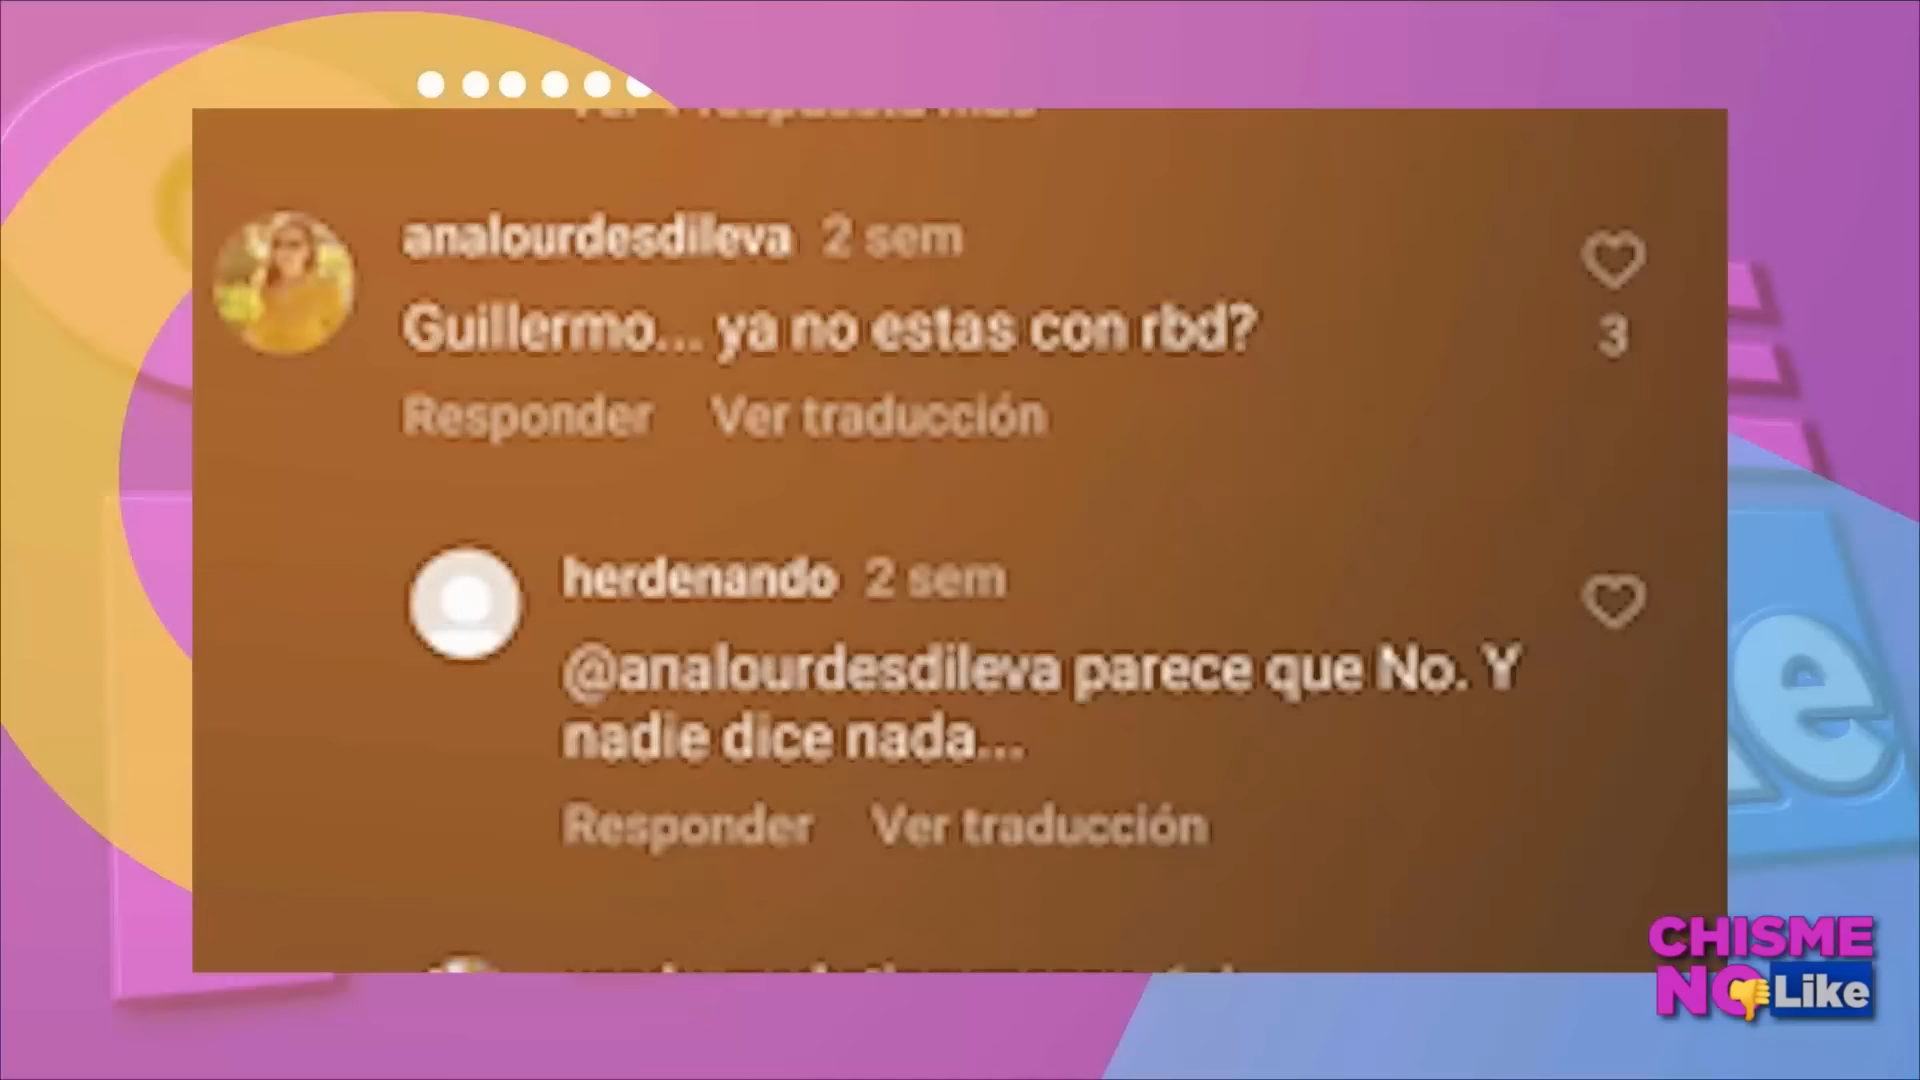 analourdesdileva 2 sem
Guillermo... ya no estas con rbd?
3
Responder Ver traducción
herdenando 2 sem
@analourdesdileva parece que No. Y
nadie dice nada...
Responder Ver traducción
CHISME
NO Like